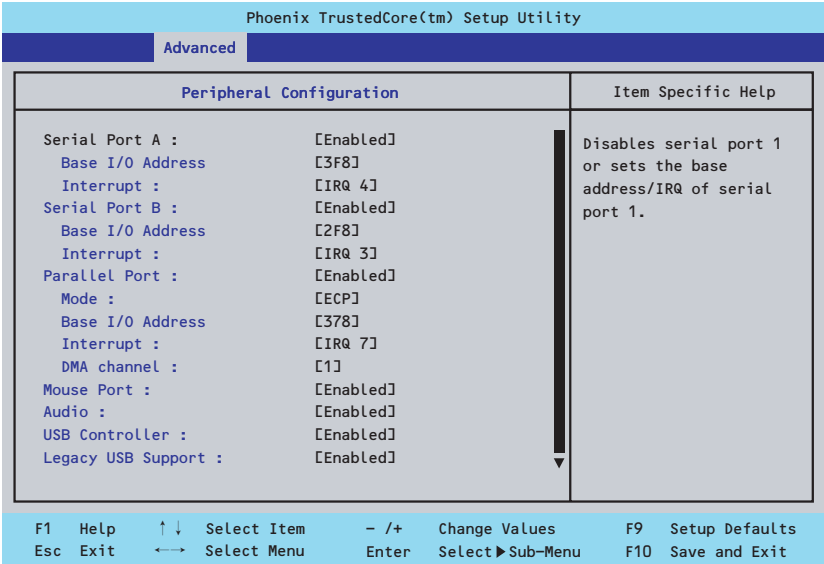 Phoenix TrustedCore(tm) Setup Utility
Advanced
Peripheral Configuration
Item Specific Help
Serial Port A : [Enabled]
Base I/O Address [3F8]
Interrupt : [IRQ 4]
Serial Port B : [Enabled]
Base I/O Address [2F8]
Interrupt : [IRQ 3]
Parallel Port : [Enabled]
Mode : [ECP]
Base I/O Address [378]
Interrupt : [IRQ 7]
DMA channel : [1]
Mouse Port : [Enabled]
Audio : [Enabled]
USB Controller : [Enabled]
Legacy USB Support : [Enabled]
Disables serial port 1
or sets the base
address/IRQ of serial
port 1.
F1 Help ↑↓ Select Item − /+ Change Values F9 Setup Defaults
Esc Exit ←→ Select Menu Enter Select▶Sub−Menu F10 Save and Exit